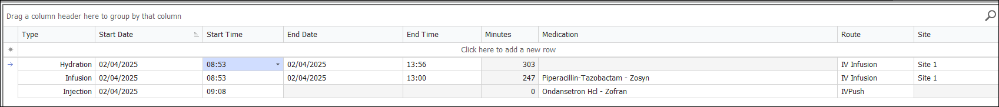 Drag a column header here to group by that column
Type Start Date Start Time End Date End Time Minutes Medication Route Site
Click here to add a new row
Hydration 02/04/2025 08:53 02/04/2025 13:56 303 IV Infusion Site 1
Infusion 02/04/2025 08:53 02/04/2025 13:00 247 Piperacillin-Tazobactam - Zosyn IV Infusion Site 1
Injection 02/04/2025 09:08 0 Ondansetron Hcl - Zofran IVPush